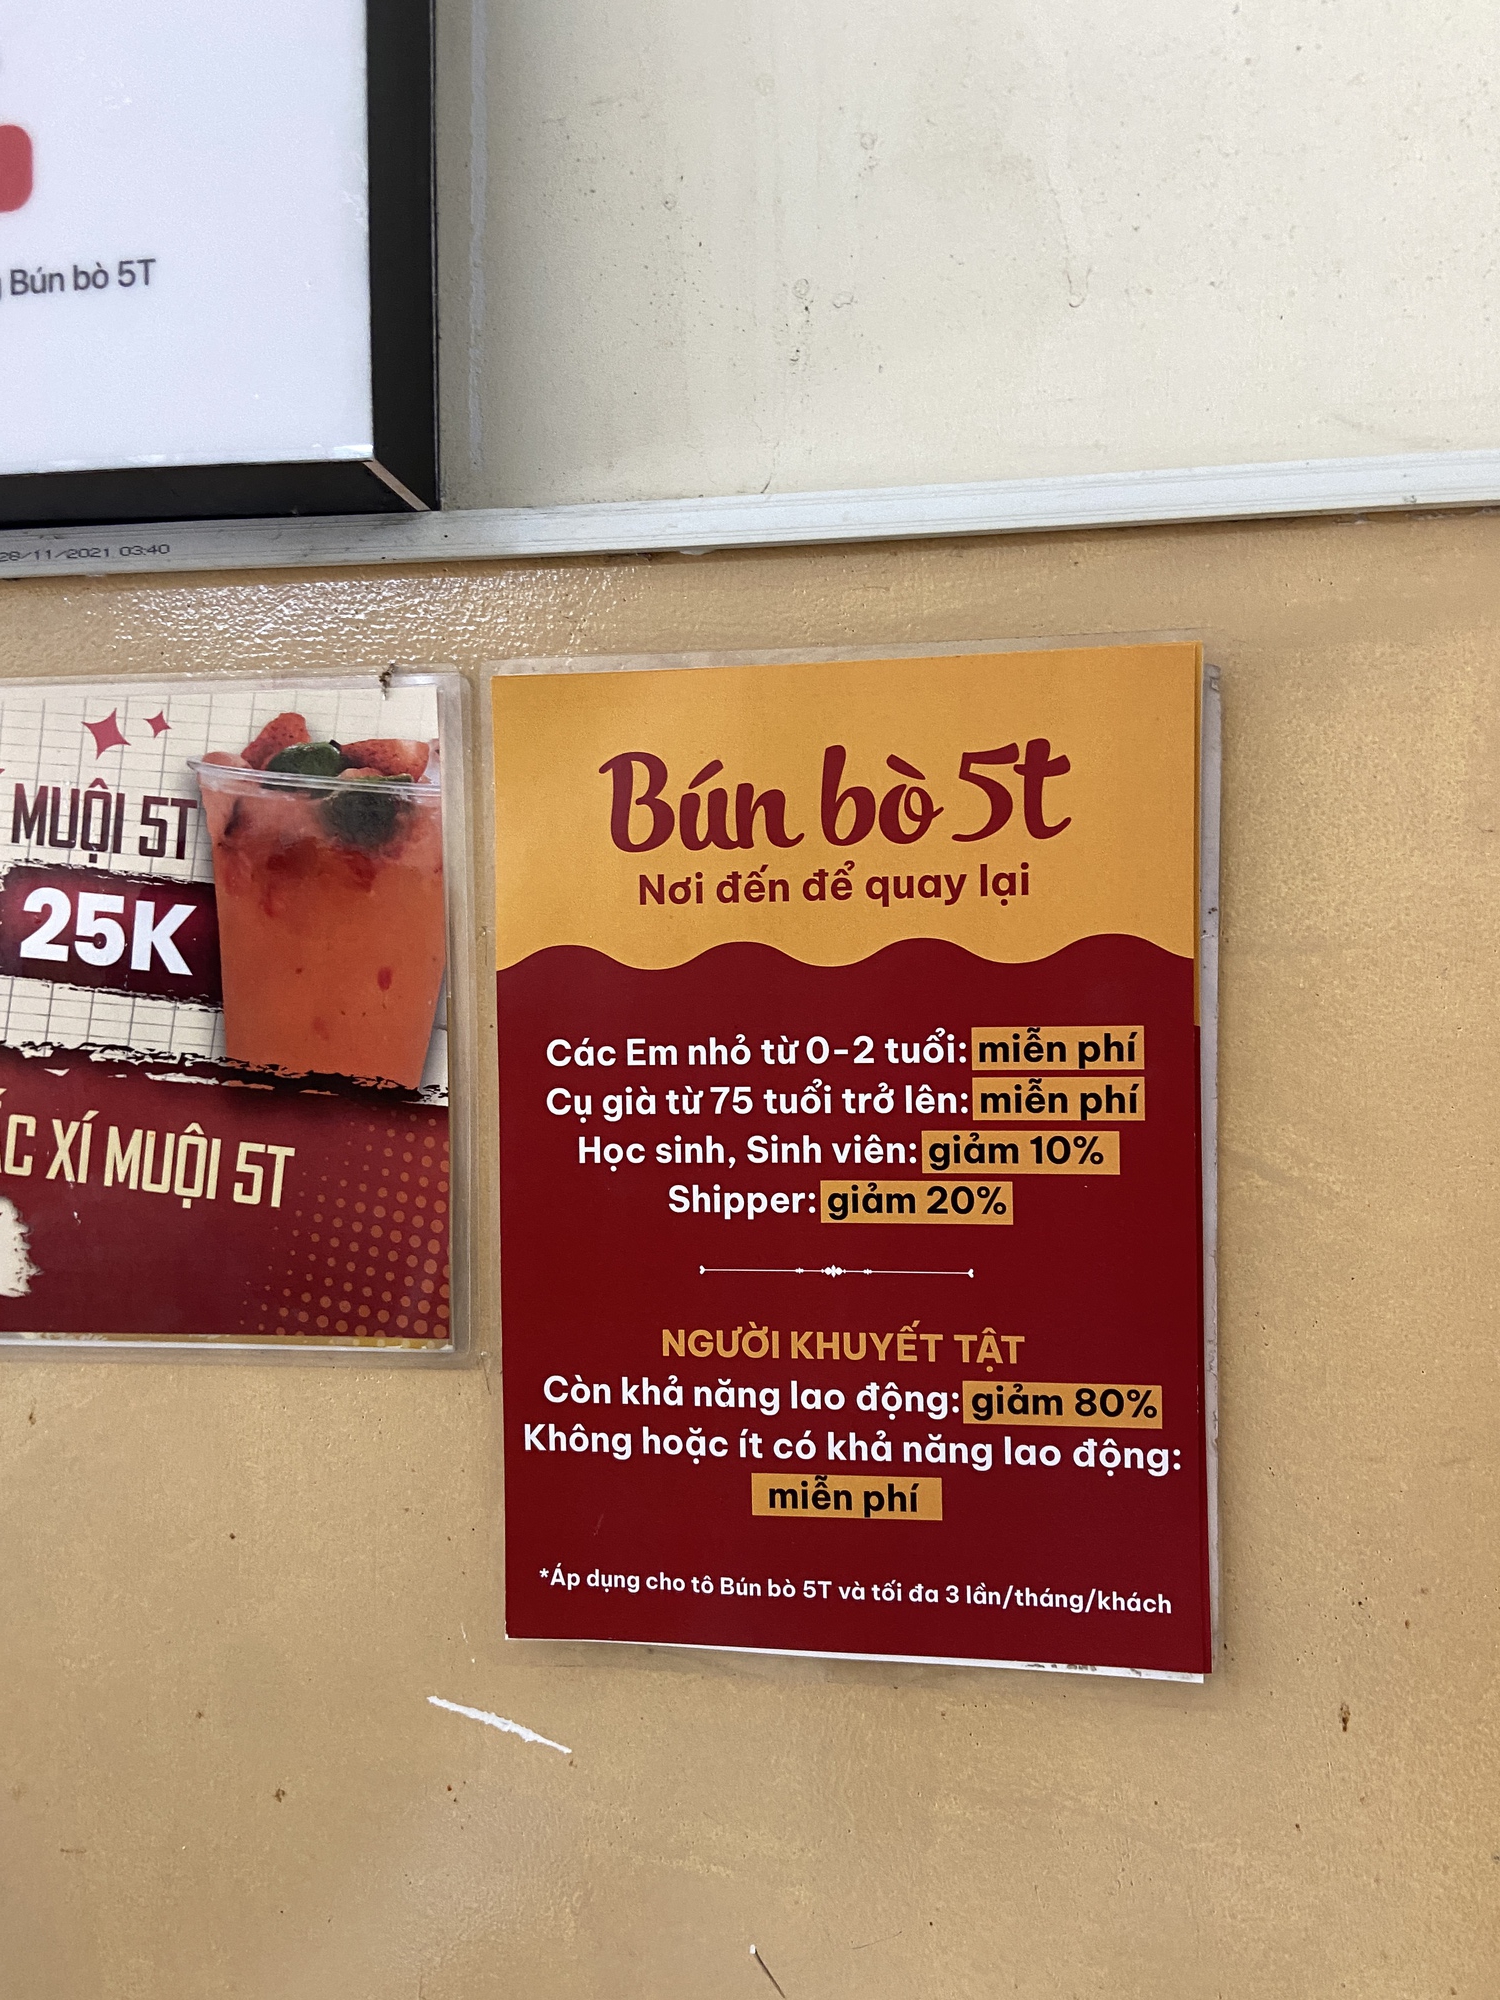 Bún bò 5T
28/11/2021 03:40
MUỘI 5T
25K
XÍ MUỘI 5T
Bún bò 5t
Nơi đến để quay lại
Các Em nhỏ từ 0-2 tuổi: miễn phí
Cụ già từ 75 tuổi trở lên: miễn phí
Học sinh, Sinh viên: giảm 10%
Shipper: giảm 20%
NGƯỜI KHUYẾT TẬT
Còn khả năng lao động: giảm 80%
Không hoặc ít có khả năng lao động:
miễn phí
*Áp dụng cho tô Bún bò 5T và tối đa 3 lần/tháng/khách